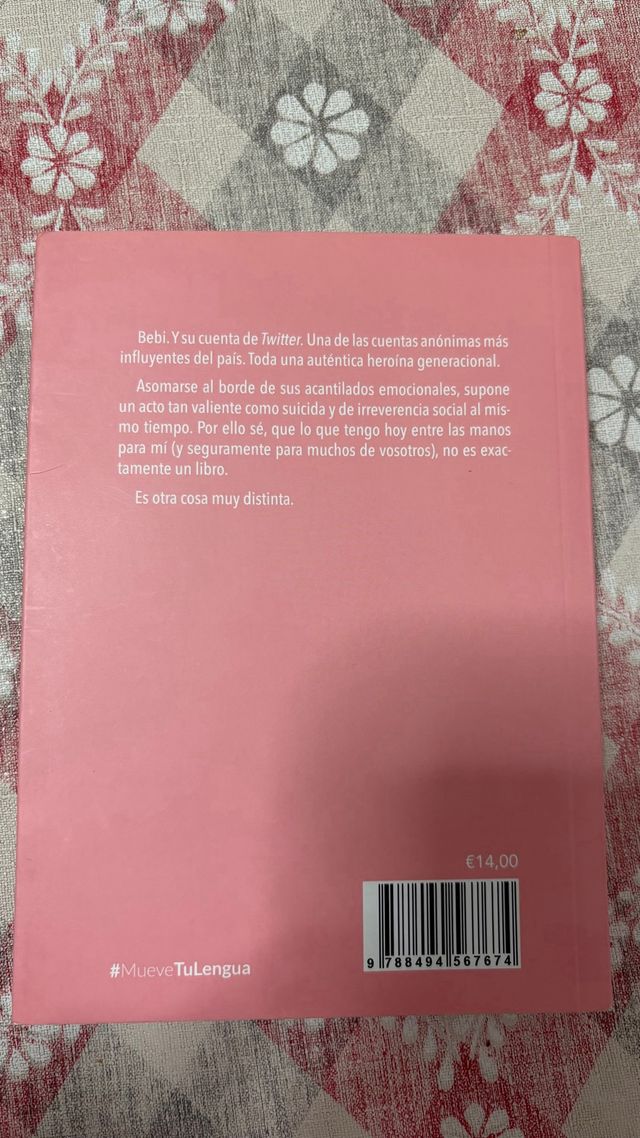 Bebi. Y su cuenta de Twitter. Una de las cuentas anónimas más
influyentes del país. Toda una auténtica heroína generacional.
Asomarse al borde de sus acantilados emocionales, supone
un acto tan valiente como suicida y de irreverencia social al mis-
mo tiempo. Por ello sé, que lo que tengo hoy entre las manos
para mí (y seguramente para muchos de vosotros), no es exac-
tamente un libro.
Es otra cosa muy distinta.
€14,00
9 788494 567674
#MueveTuLengua